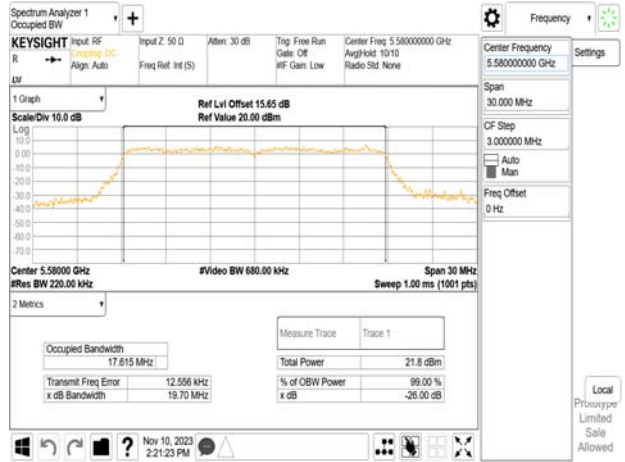 Spectrum Analyzer 1
Occupied BW
Frequency
KEYSIGHT
Input: RF
Coupling: DC
Align: Auto
Input Z: 50 Ω
Freq Ref: Int (S)
Atten: 30 dB
Trig: Free Run
Gate: Off
#IF Gain: Low
Center Freq: 5.580000000 GHz
Avg|Hold: 10/10
Radio Std: None
R
Center Frequency
5.580000000 GHz
Settings
Span
30.000 MHz
CF Step
3.000000 MHz
Auto
Man
Freq Offset
0 Hz
1 Graph
Scale/Div 10.0 dB
Ref Lvl Offset 15.65 dB
Ref Value 20.00 dBm
Log
10.0
0.00
-10.0
-20.0
-30.0
-40.0
-50.0
-60.0
-70.0
Center 5.58000 GHz
#Video BW 680.00 kHz
Span 30 MHz
#Res BW 220.00 kHz
Sweep 1.00 ms (1001 pts)
2 Metrics
Measure Trace
Trace 1
Occupied Bandwidth
17.615 MHz
Total Power
21.8 dBm
Transmit Freq Error
12.556 kHz
% of OBW Power
99.00 %
x dB Bandwidth
19.70 MHz
x dB
-26.00 dB
Local
Prototype
Limited
Sale
Allowed
Nov 10, 2023
2:21:23 PM